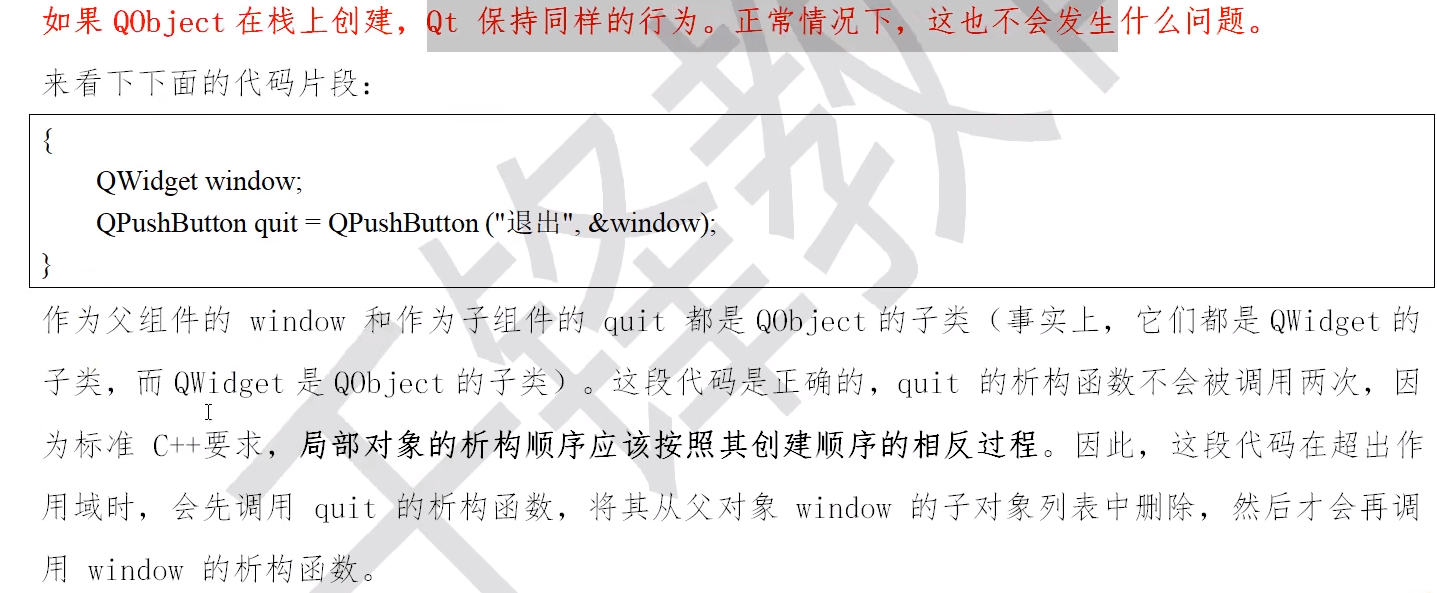 如果 QObject 在栈上创建，Qt 保持同样的行为。正常情况下，这也不会发生什么问题。
来看下下面的代码片段：
{
QWidget window;
QPushButton quit = QPushButton ("退出", &window);
}
作为父组件的 window 和作为子组件的 quit 都是 QObject 的子类（事实上，它们都是 QWidget 的
子类，而 QWidget 是 QObject 的子类）。这段代码是正确的，quit 的析构函数不会被调用两次，因
为标准 C++要求，局部对象的析构顺序应该按照其创建顺序的相反过程。因此，这段代码在超出作
用域时，会先调用 quit 的析构函数，将其从父对象 window 的子对象列表中删除，然后才会再调
用 window 的析构函数。